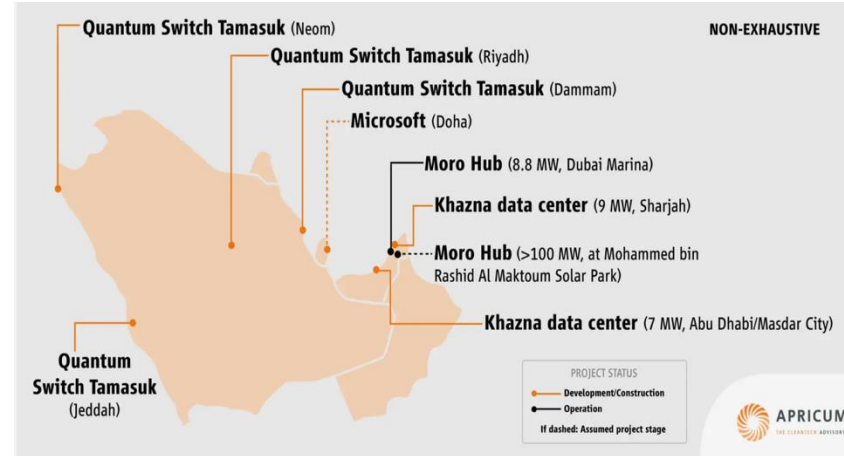 Quantum Switch Tamasuk (Neom)
NON-EXHAUSTIVE
Quantum Switch Tamasuk (Riyadh)
Quantum Switch Tamasuk (Dammam)
Microsoft (Doha)
Moro Hub (8.8 MW, Dubai Marina)
Khazna data center (9 MW, Sharjah)
Moro Hub (>100 MW, at Mohammed bin
Rashid Al Maktoum Solar Park)
Khazna data center (7 MW, Abu Dhabi/Masdar City)
Quantum
Switch Tamasuk
(Jeddah)
PROJECT STATUS
Development/Construction
Operation
If dashed: Assumed project stage
APRICUM
THE CLEANTECH ADVISORY